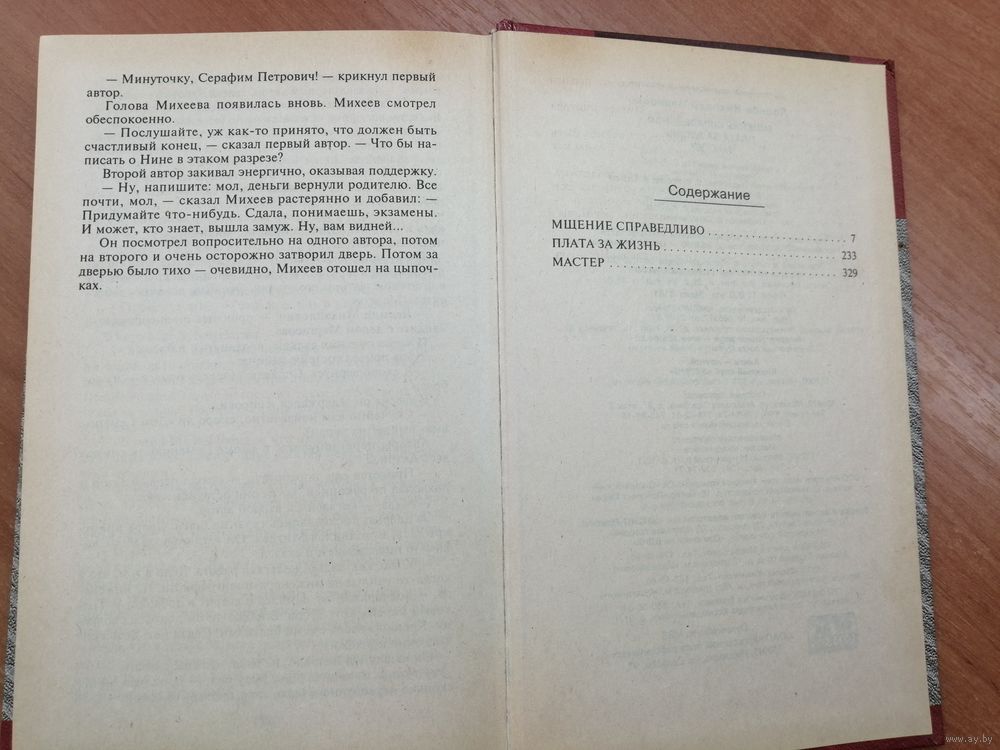 — Минуточку, Серафим Петрович! — крикнул первый
автор.
Голова Михеева появилась вновь. Михеев смотрел
обеспокоенно.
— Послушайте, уж как-то принято, что должен быть
счастливый конец, — сказал первый автор. — Что бы на-
писать о Нине в этаком разрезе?
Второй автор закивал энергично, оказывая поддержку.
— Ну, напишите: мол, деньги вернули родителю. Все
почти, мол, — сказал Михеев растерянно и добавил: —
Придумайте что-нибудь. Сдала, понимаешь, экзамены.
И может, кто знает, вышла замуж. Ну, вам видней...
Он посмотрел вопросительно на одного автора, потом
на второго и очень осторожно затворил дверь. Потом за
дверью было тихо — очевидно, Михеев отошел на цыпоч-
ках.
Содержание
МЩЕНИЕ СПРАВЕДЛИВО . . . . . . . . . . . . . . . . . . . . 7
ПЛАТА ЗА ЖИЗНЬ . . . . . . . . . . . . . . . . . . . . . . . . 233
МАСТЕР . . . . . . . . . . . . . . . . . . . . . . . . . . . . . . . . 329
www.ay.by